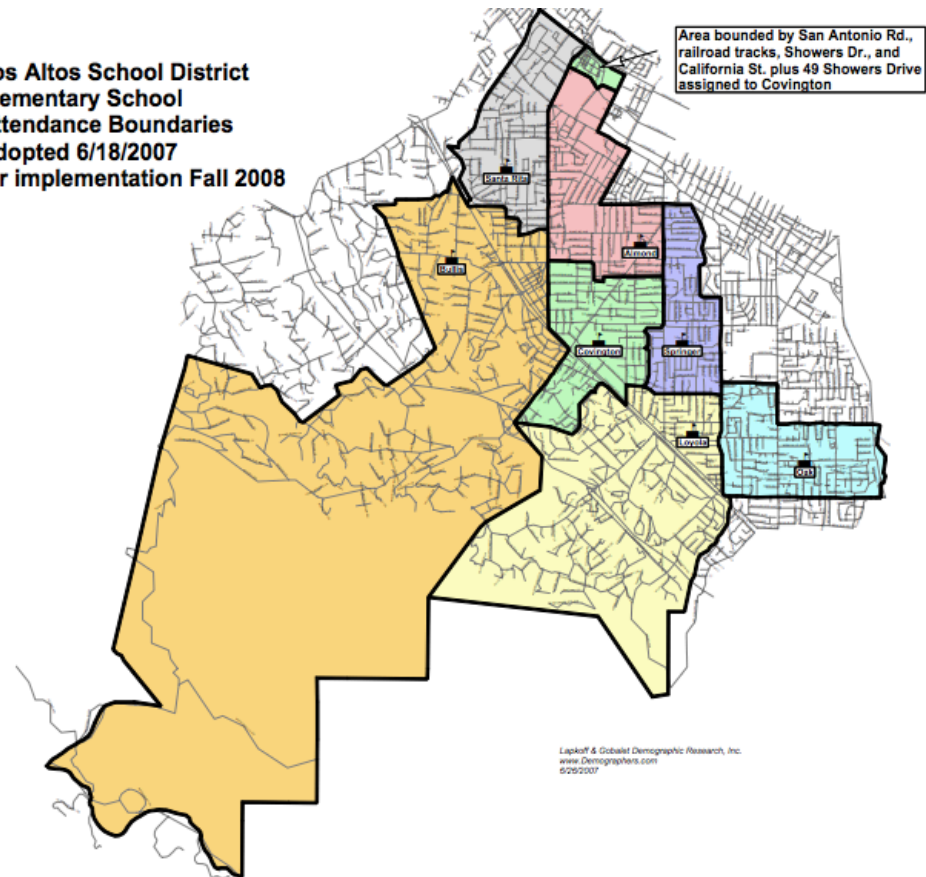 os Altos School District
ementary School
ttendance Boundaries
dopted 6/18/2007
r implementation Fall 2008
Area bounded by San Antonio Rd.,
railroad tracks, Showers Dr., and
California St. plus 49 Showers Drive
assigned to Covington
Santa Rita
Almond
Bullis
Covington
Springer
Loyola
Oak
Lapkoff & Gobalet Demographic Research, Inc.
www.Demographers.com
6/26/2007